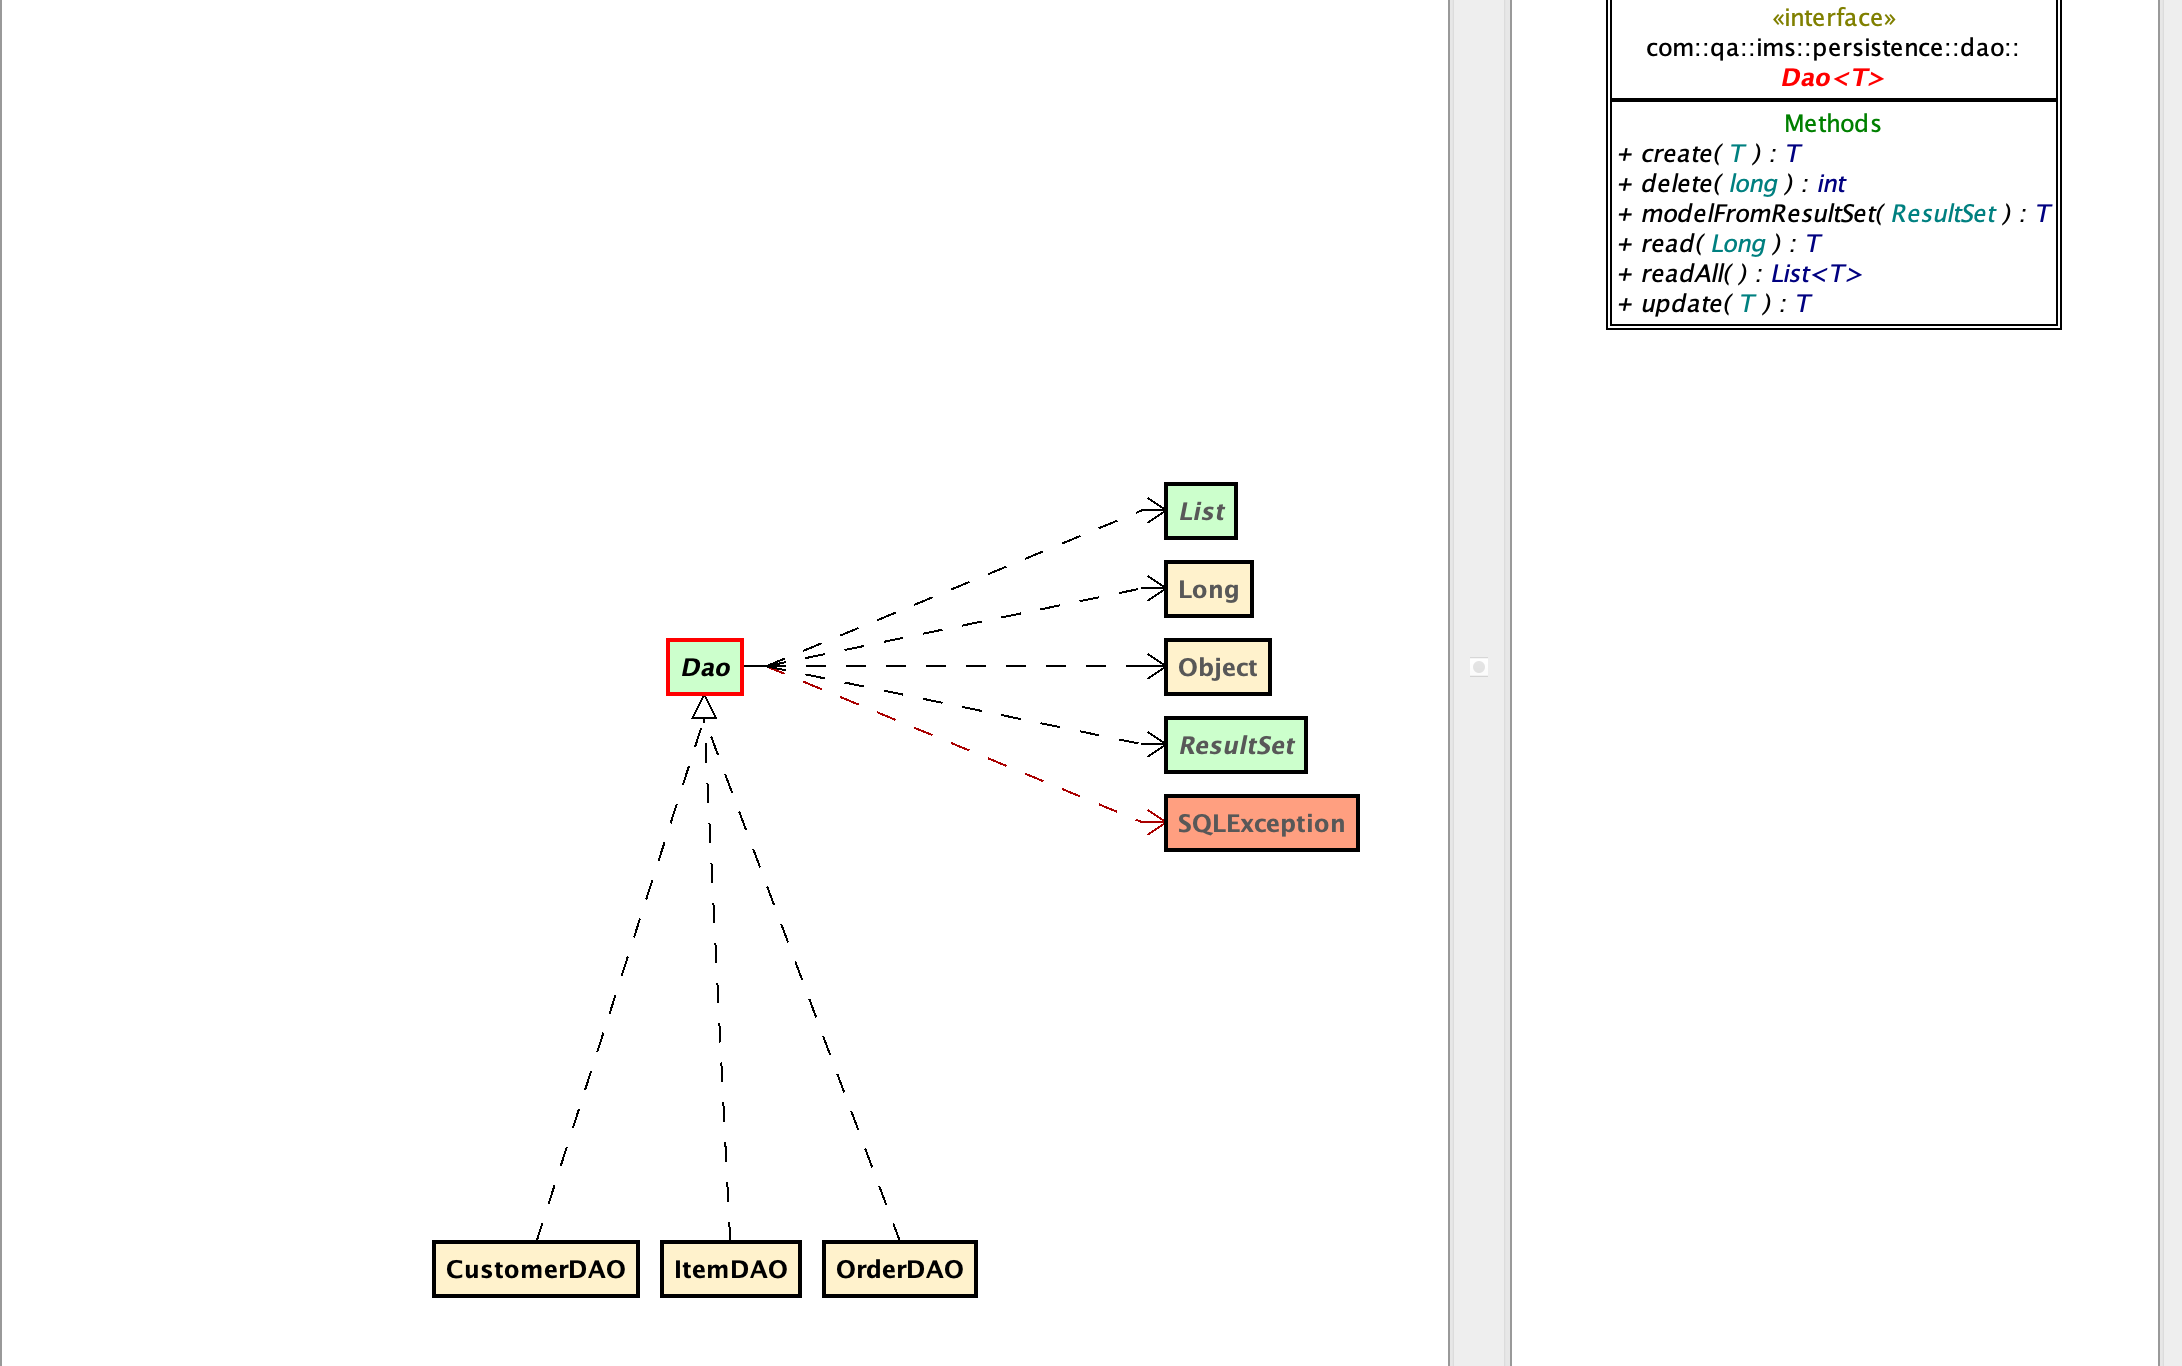 List
Long
Dao
Object
ResultSet
SQLException
CustomerDAO
ItemDAO
OrderDAO
«interface»
com::qa::ims::persistence::dao::
Dao<T>
Methods
+ create( T ) : T
+ delete( long ) : int
+ modelFromResultSet( ResultSet ) : T
+ read( Long ) : T
+ readAll( ) : List<T>
+ update( T ) : T